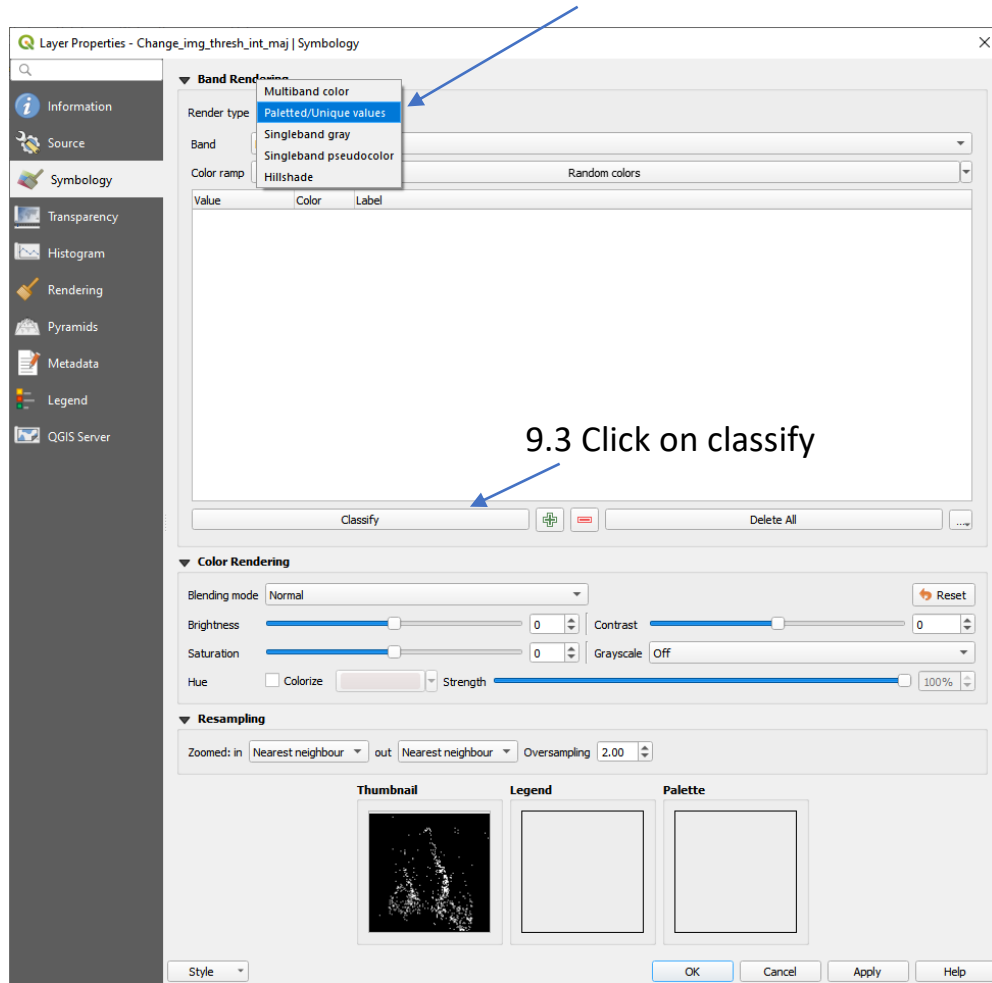 Layer Properties - Change_img_thresh_int_maj | Symbology
Information
Source
Symbology
Transparency
Histogram
Rendering
Pyramids
Metadata
Legend
QGIS Server
Band Rendering
Render type
Multiband color
Paletted/Unique values
Singleband gray
Singleband pseudocolor
Hillshade
Band
Color ramp
Random colors
Value Color Label
9.3 Click on classify
Classify
Delete All
...
Color Rendering
Blending mode Normal Reset
Brightness 0 Contrast 0
Saturation 0 Grayscale Off
Hue Colorize Strength 100%
Resampling
Zoomed: in Nearest neighbour out Nearest neighbour Oversampling 2.00
Thumbnail Legend Palette
Style OK Cancel Apply Help